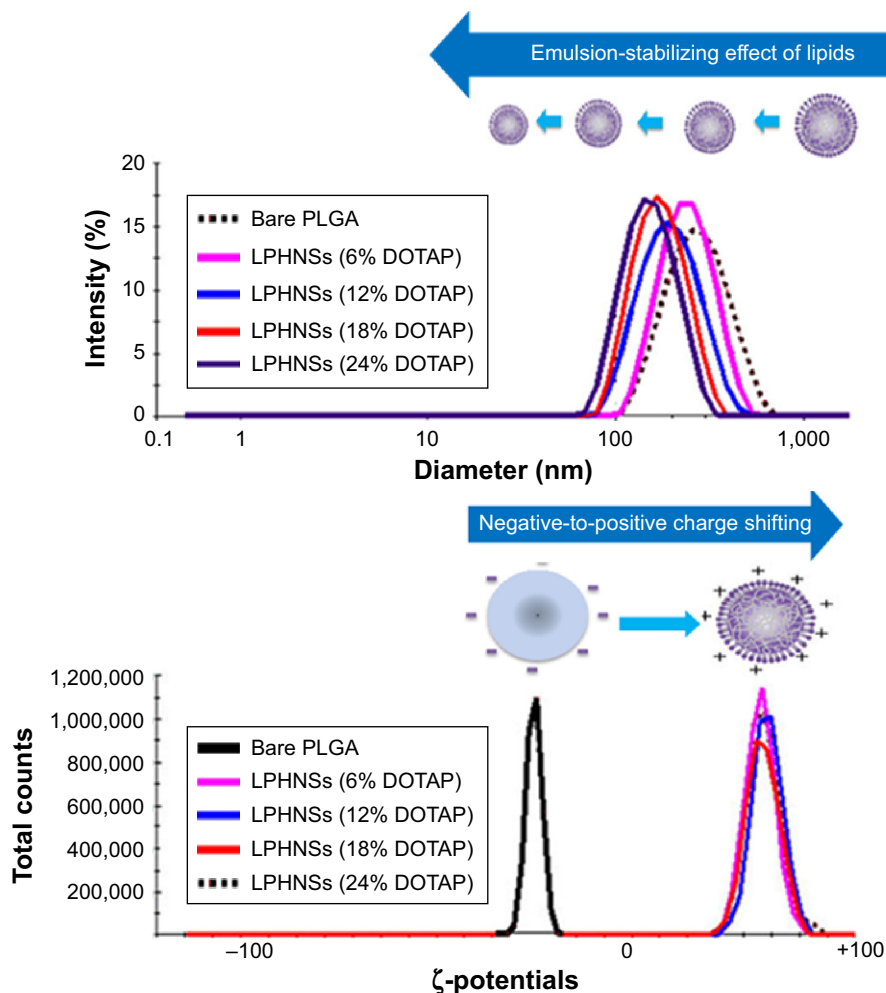 Emulsion-stabilizing effect of lipids
20
15
10
5
0
Intensity (%)
Bare PLGA
LPHNSs (6% DOTAP)
LPHNSs (12% DOTAP)
LPHNSs (18% DOTAP)
LPHNSs (24% DOTAP)
0.1 1 10 100 1,000
Diameter (nm)
Negative-to-positive charge shifting
1,200,000
1,000,000
800,000
600,000
400,000
200,000
Total counts
Bare PLGA
LPHNSs (6% DOTAP)
LPHNSs (12% DOTAP)
LPHNSs (18% DOTAP)
LPHNSs (24% DOTAP)
–100 0 +100
ζ-potentials